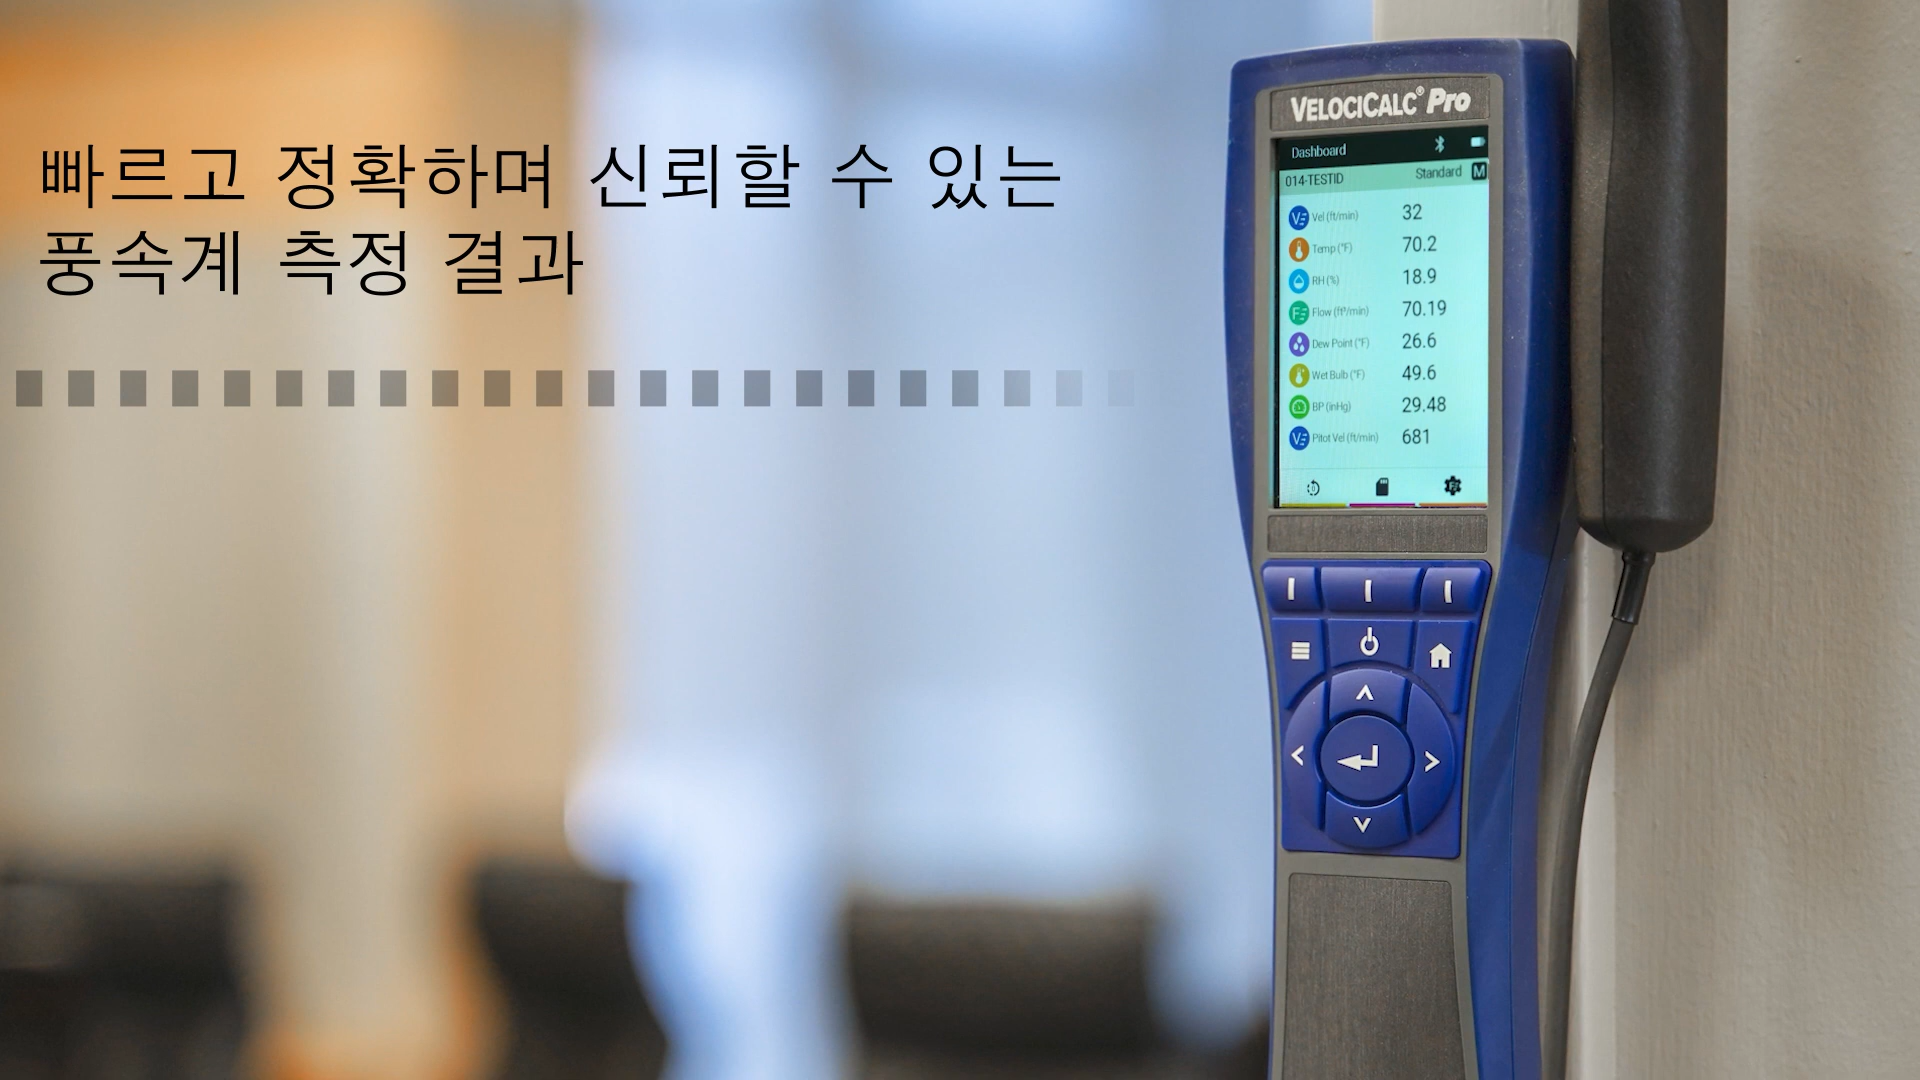 빠르고 정확하며 신뢰할 수 있는
풍속계 측정 결과
VELOCICALC® Pro
Dashboard
014-TESTID Standard M
Vel (ft/min) 32
Temp (°F) 70.2
RH (%) 18.9
Flow (ft³/min) 70.19
Dew Point (°F) 26.6
Wet Bulb (°F) 49.6
BP (inHg) 29.48
Pitot Vel (ft/min) 681